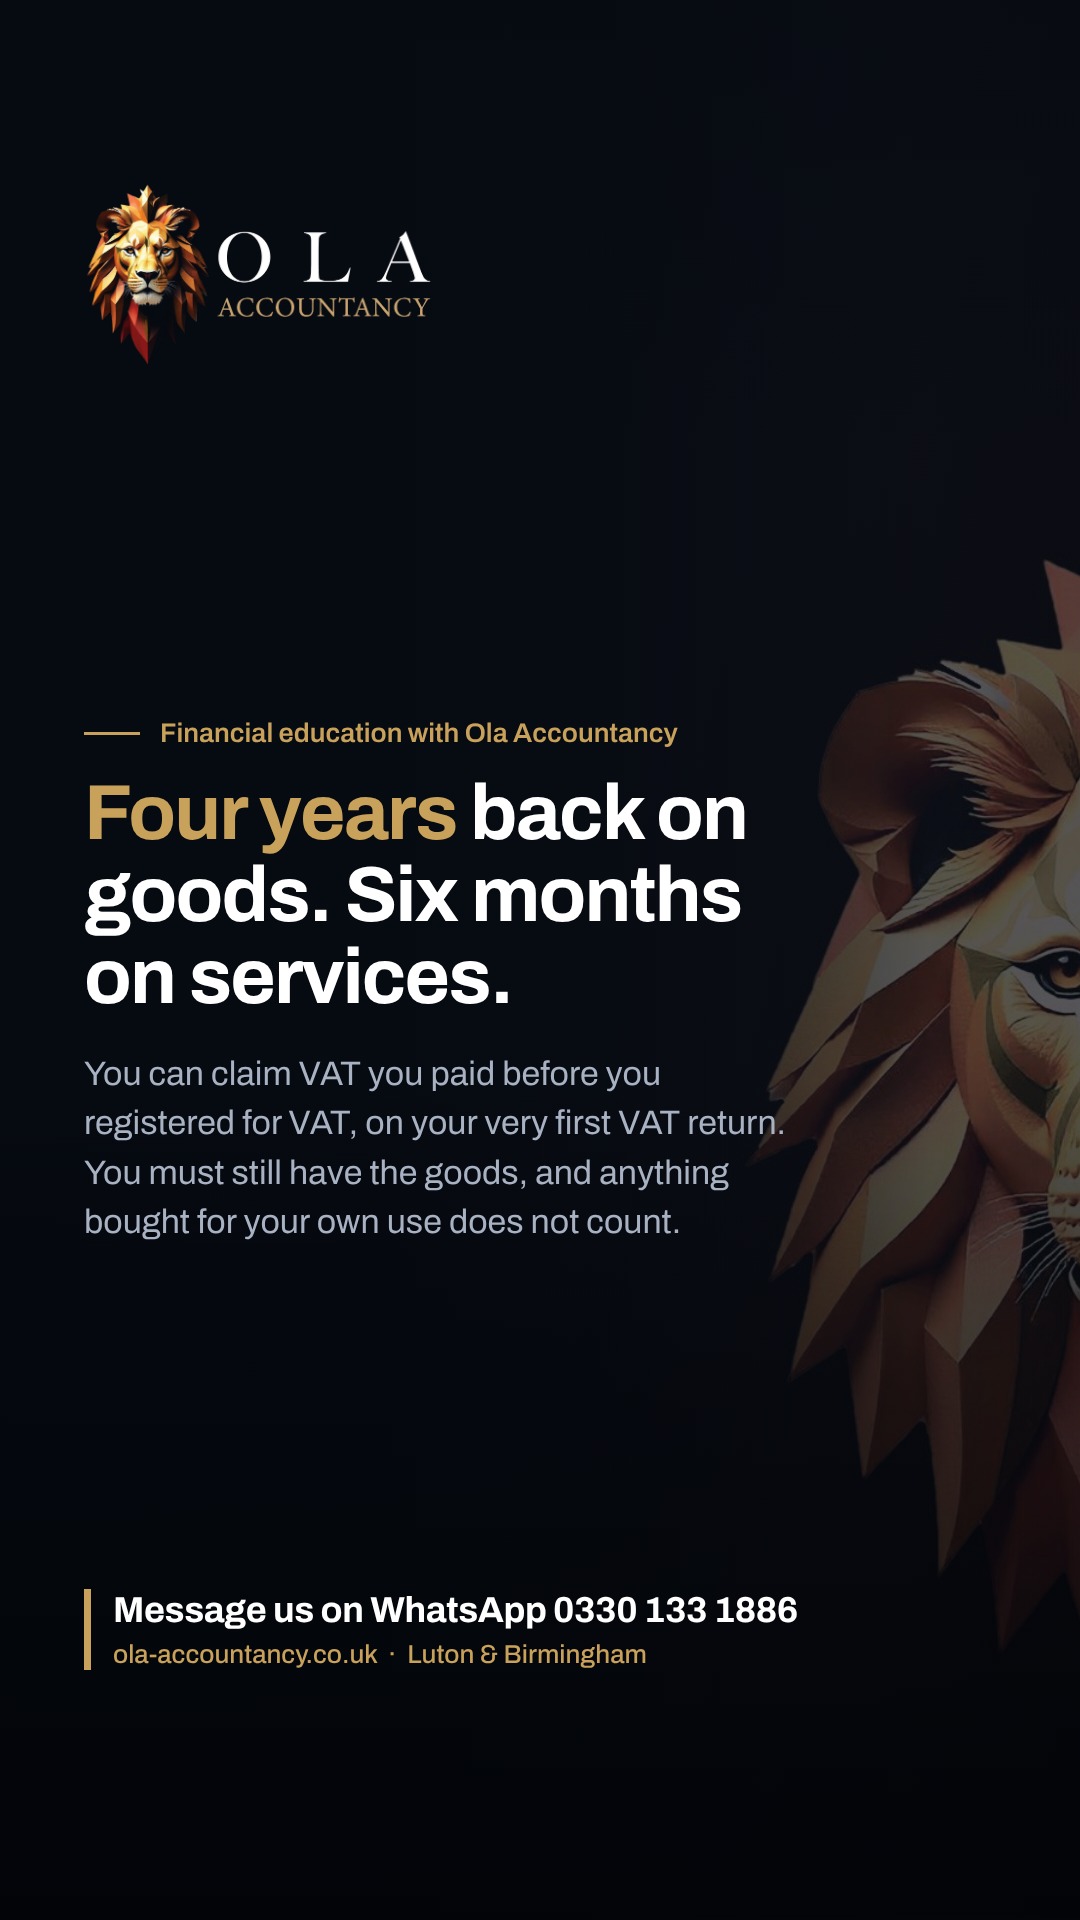 OLA
ACCOUNTANCY
Financial education with Ola Accountancy
Four years back on
goods. Six months
on services.
You can claim VAT you paid before you
registered for VAT, on your very first VAT return.
You must still have the goods, and anything
bought for your own use does not count.
Message us on WhatsApp 0330 133 1886
ola-accountancy.co.uk · Luton & Birmingham